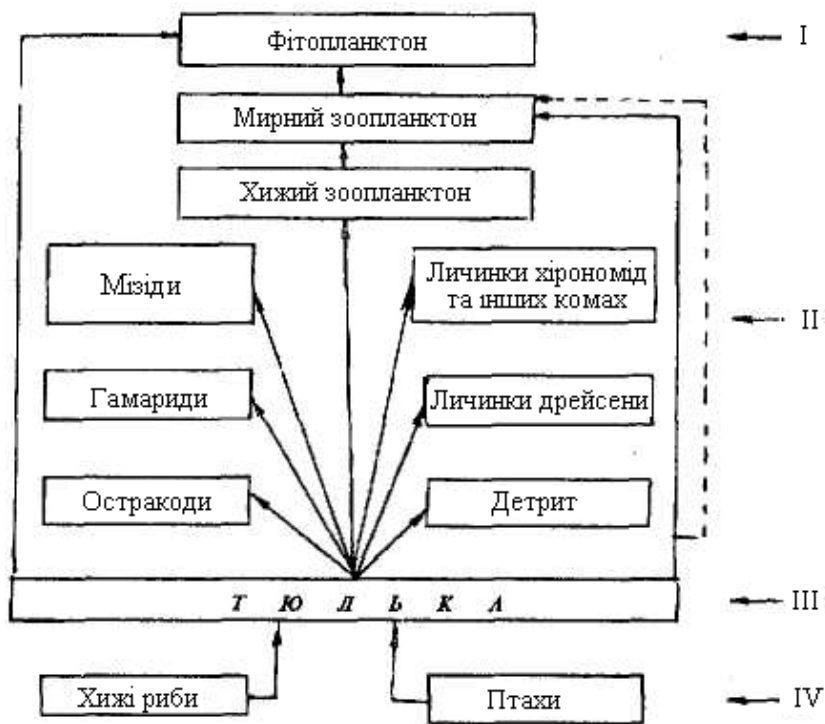 Фітопланктон
I
Мирний зоопланктон
Хижий зоопланктон
Мізіди
Личинки хірономід
та інших комах
II
Гамариди
Личинки дрейсени
Остракоди
Детрит
Т Ю Л Ь К А
III
Хижі риби
Птахи
IV